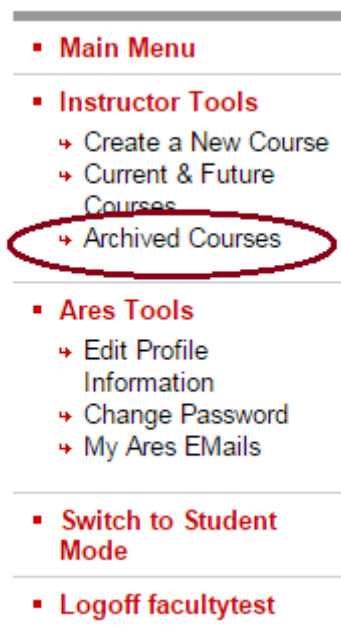 Main Menu
Instructor Tools
Create a New Course
Current & Future
Courses
Archived Courses
Ares Tools
Edit Profile
Information
Change Password
My Ares EMails
Switch to Student
Mode
Logoff facultytest